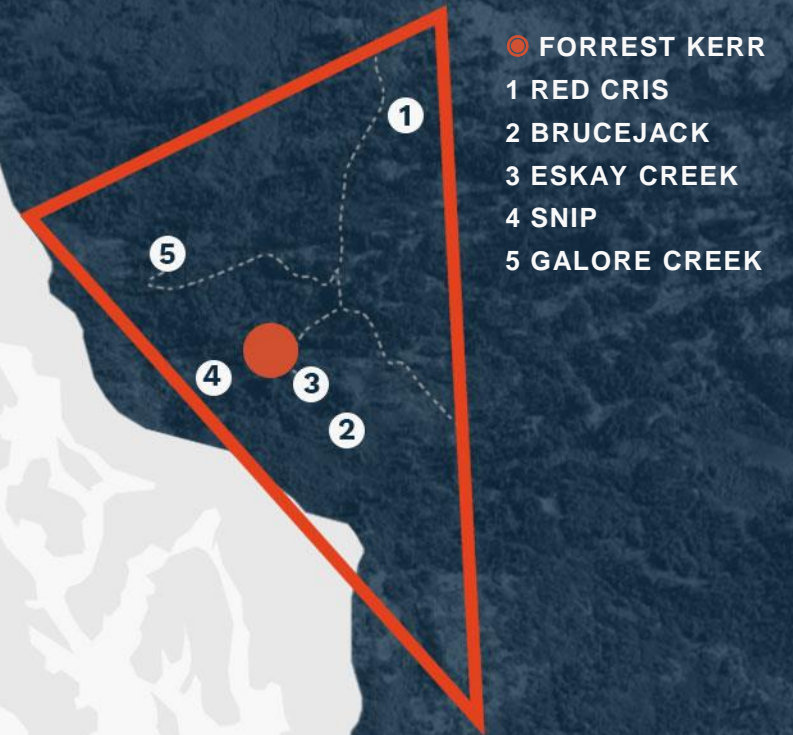 FORREST KERR
1 RED CRIS
2 BRUCEJACK
3 ESKAY CREEK
4 SNIP
5 GALORE CREEK
1
5
4
3
2